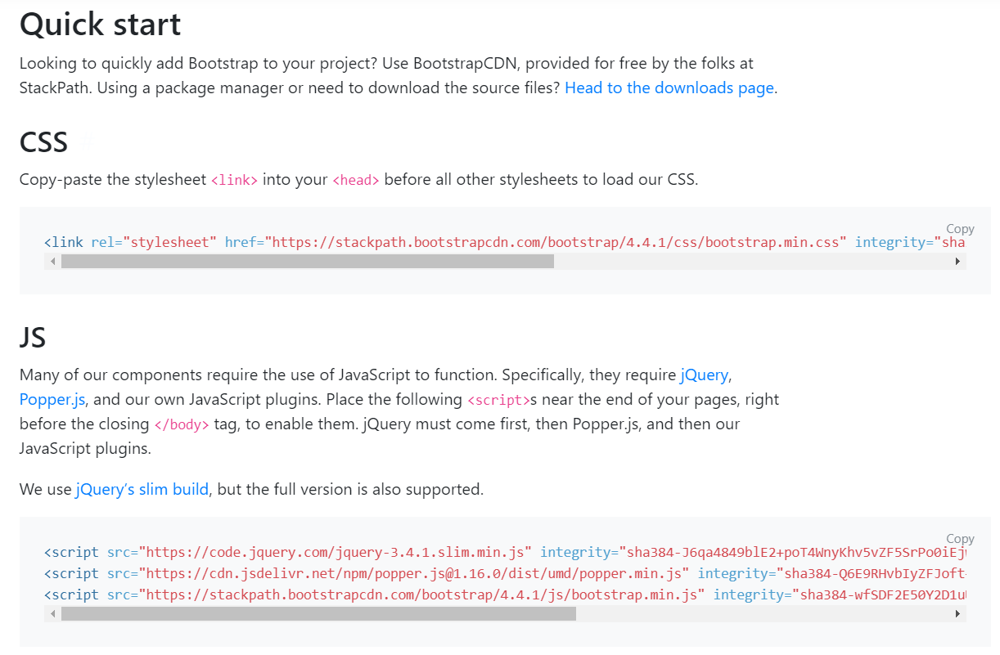 Quick start
Looking to quickly add Bootstrap to your project? Use BootstrapCDN, provided for free by the folks at
StackPath. Using a package manager or need to download the source files? Head to the downloads page.
CSS
Copy-paste the stylesheet <link> into your <head> before all other stylesheets to load our CSS.
Copy
<link rel="stylesheet" href="https://stackpath.bootstrapcdn.com/bootstrap/4.4.1/css/bootstrap.min.css" integrity="sha
JS
Many of our components require the use of JavaScript to function. Specifically, they require jQuery,
Popper.js, and our own JavaScript plugins. Place the following <script>s near the end of your pages, right
before the closing </body> tag, to enable them. jQuery must come first, then Popper.js, and then our
JavaScript plugins.
We use jQuery’s slim build, but the full version is also supported.
Copy
<script src="https://code.jquery.com/jquery-3.4.1.slim.min.js" integrity="sha384-J6qa4849blE2+poT4WnyKhv5vZF5SrPo0iEj
<script src="https://cdn.jsdelivr.net/npm/popper.js@1.16.0/dist/umd/popper.min.js" integrity="sha384-Q6E9RHvbIyZFJoft
<script src="https://stackpath.bootstrapcdn.com/bootstrap/4.4.1/js/bootstrap.min.js" integrity="sha384-wfSDF2E50Y2D1u